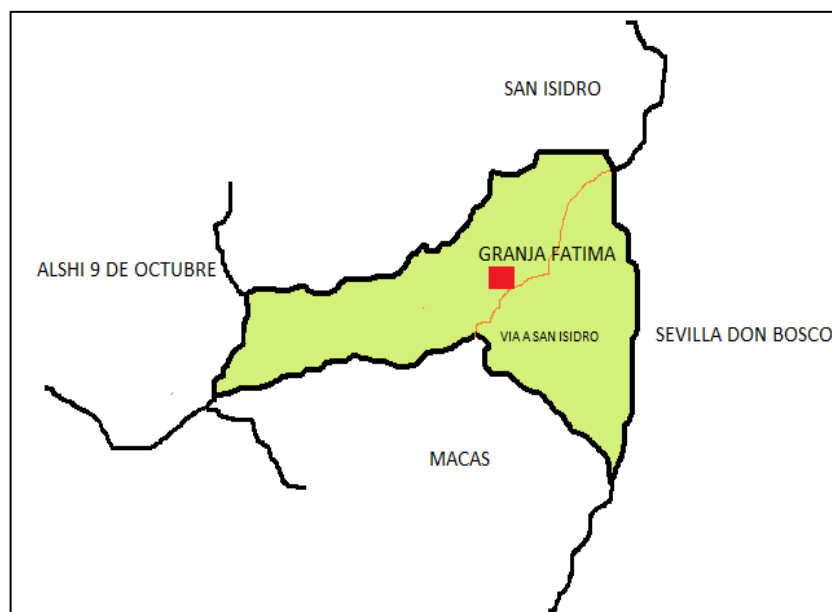 SAN ISIDRO
GRANJA FATIMA
ALSHI 9 DE OCTUBRE
VIA A SAN ISIDRO
SEVILLA DON BOSCO
MACAS